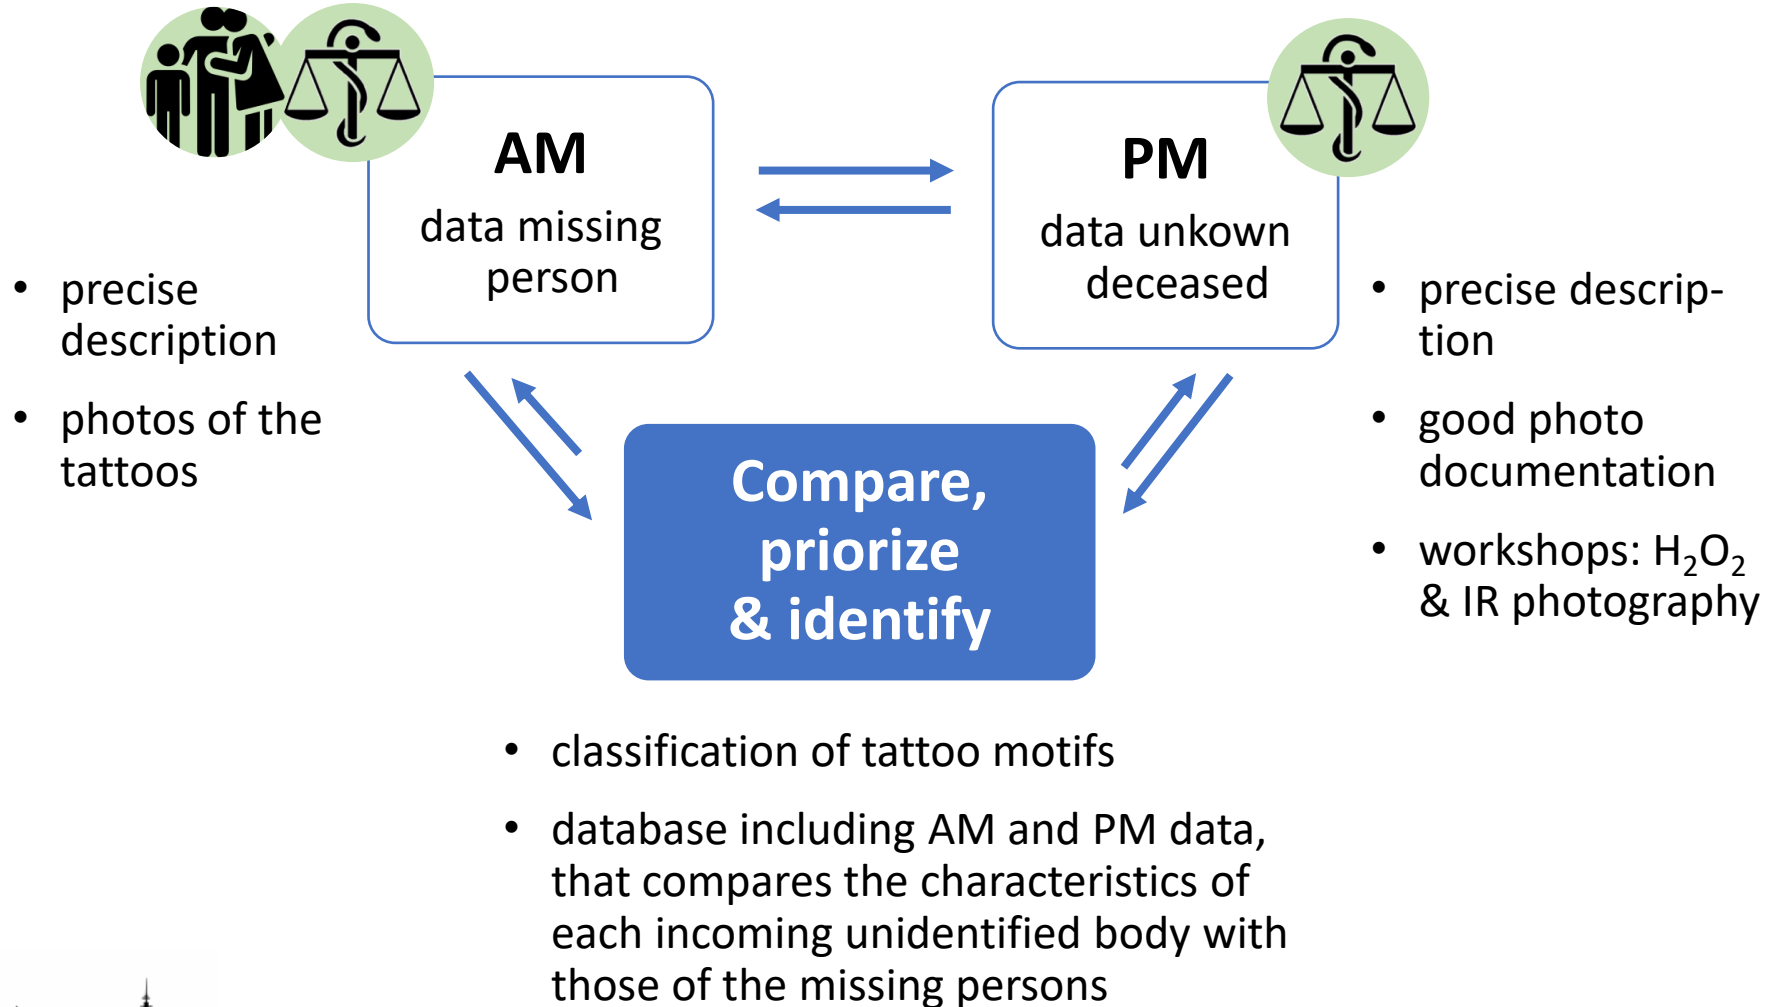 AM
data missing
person
PM
data unkown
deceased
• precise
description
• photos of the
tattoos
• precise descrip-
tion
• good photo
documentation
• workshops: H₂O₂
& IR photography
Compare,
priorize
& identify
• classification of tattoo motifs
• database including AM and PM data,
that compares the characteristics of
each incoming unidentified body with
those of the missing persons